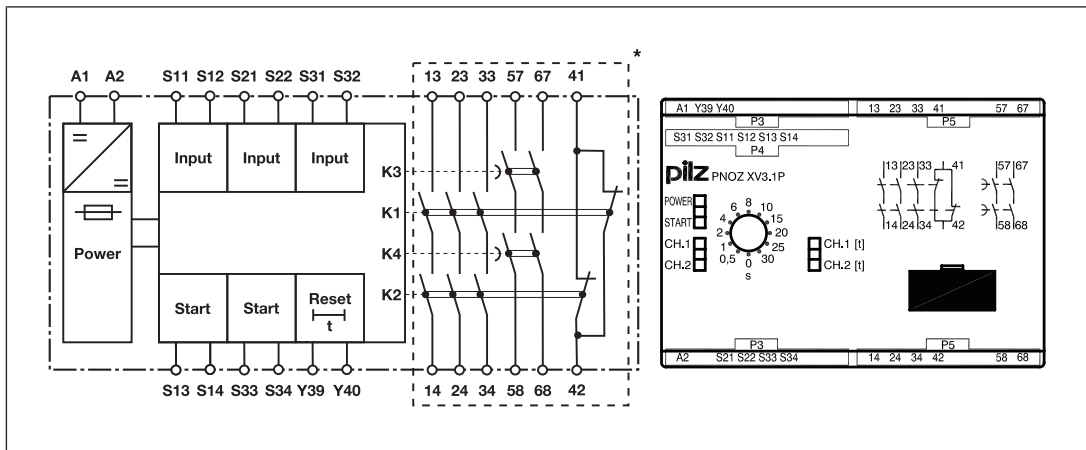 *
A1 A2 S11 S12 S21 S22 S31 S32 13 23 33 57 67 41
Input Input Input
K3
K1
K4
K2
Power
Start Start Reset
t
S13 S14 S33 S34 Y39 Y40 14 24 34 58 68 42
A1 Y39 Y40 13 23 33 41 57 67
P3 P5
S31 S32 S11 S12 S13 S14
P4
pilz PNOZ XV3.1P
13 23 33 41 57 67
14 24 34 42 58 68
POWER
START
CH.1
CH.2
0,5 1 2 4 6 8 10 15 20 25 30
0
s
CH.1 [t]
CH.2 [t]
P3 P5
A2 S21 S22 S33 S34 14 24 34 42 58 68